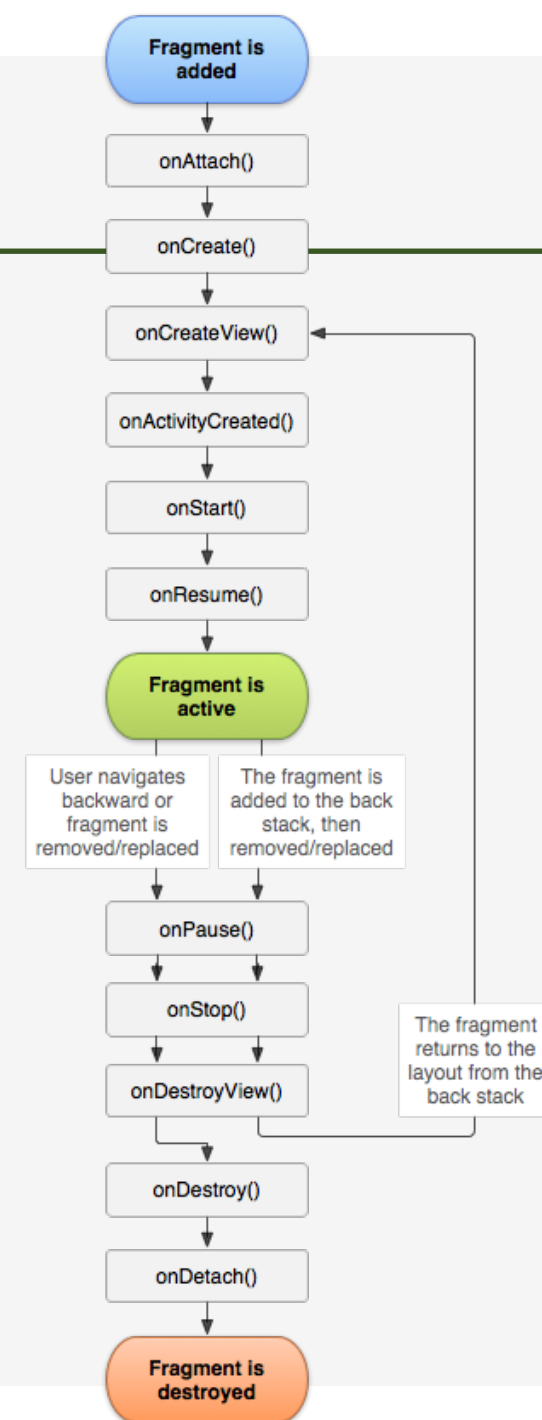 Fragment is
added
onAttach()
onCreate()
onCreateView()
onActivityCreated()
onStart()
onResume()
Fragment is
active
User navigates
backward or
fragment is
removed/replaced
The fragment is
added to the back
stack, then
removed/replaced
onPause()
onStop()
onDestroyView()
The fragment
returns to the
layout from the
back stack
onDestroy()
onDetach()
Fragment is
destroyed